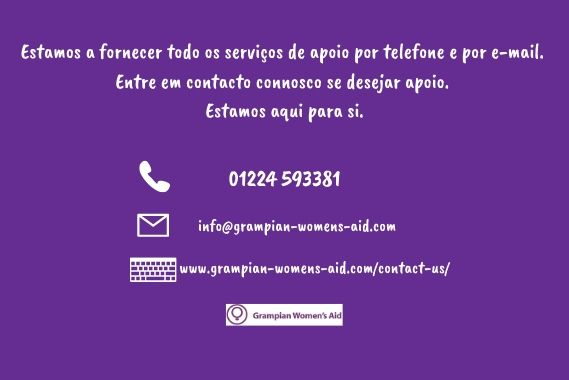 Estamos a fornecer todo os serviços de apoio por telefone e por e-mail.
Entre em contacto connosco se desejar apoio.
Estamos aqui para si.
01224 593381
info@grampian-womens-aid.com
www.grampian-womens-aid.com/contact-us/
Grampian Women's Aid